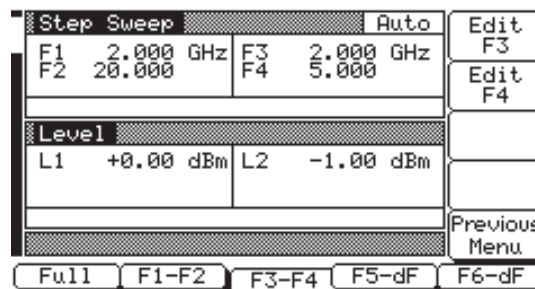 Step Sweep Auto
F1 2.000 GHz F3 2.000 GHz
F2 20.000 F4 5.000
Level
L1 +0.00 dBm L2 -1.00 dBm
Edit
F3
Edit
F4
Previous
Menu
Full F1-F2 F3-F4 F5-dF F6-dF